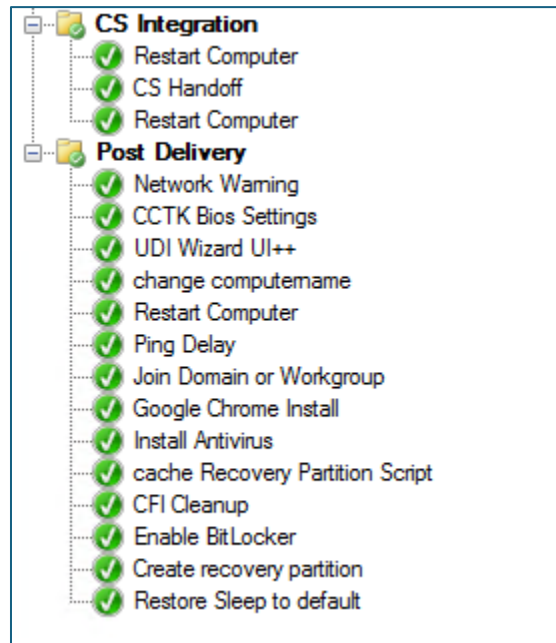 CS Integration
Restart Computer
CS Handoff
Restart Computer
Post Delivery
Network Warning
CCTK Bios Settings
UDI Wizard UI++
change computername
Restart Computer
Ping Delay
Join Domain or Workgroup
Google Chrome Install
Install Antivirus
cache Recovery Partition Script
CFI Cleanup
Enable BitLocker
Create recovery partition
Restore Sleep to default